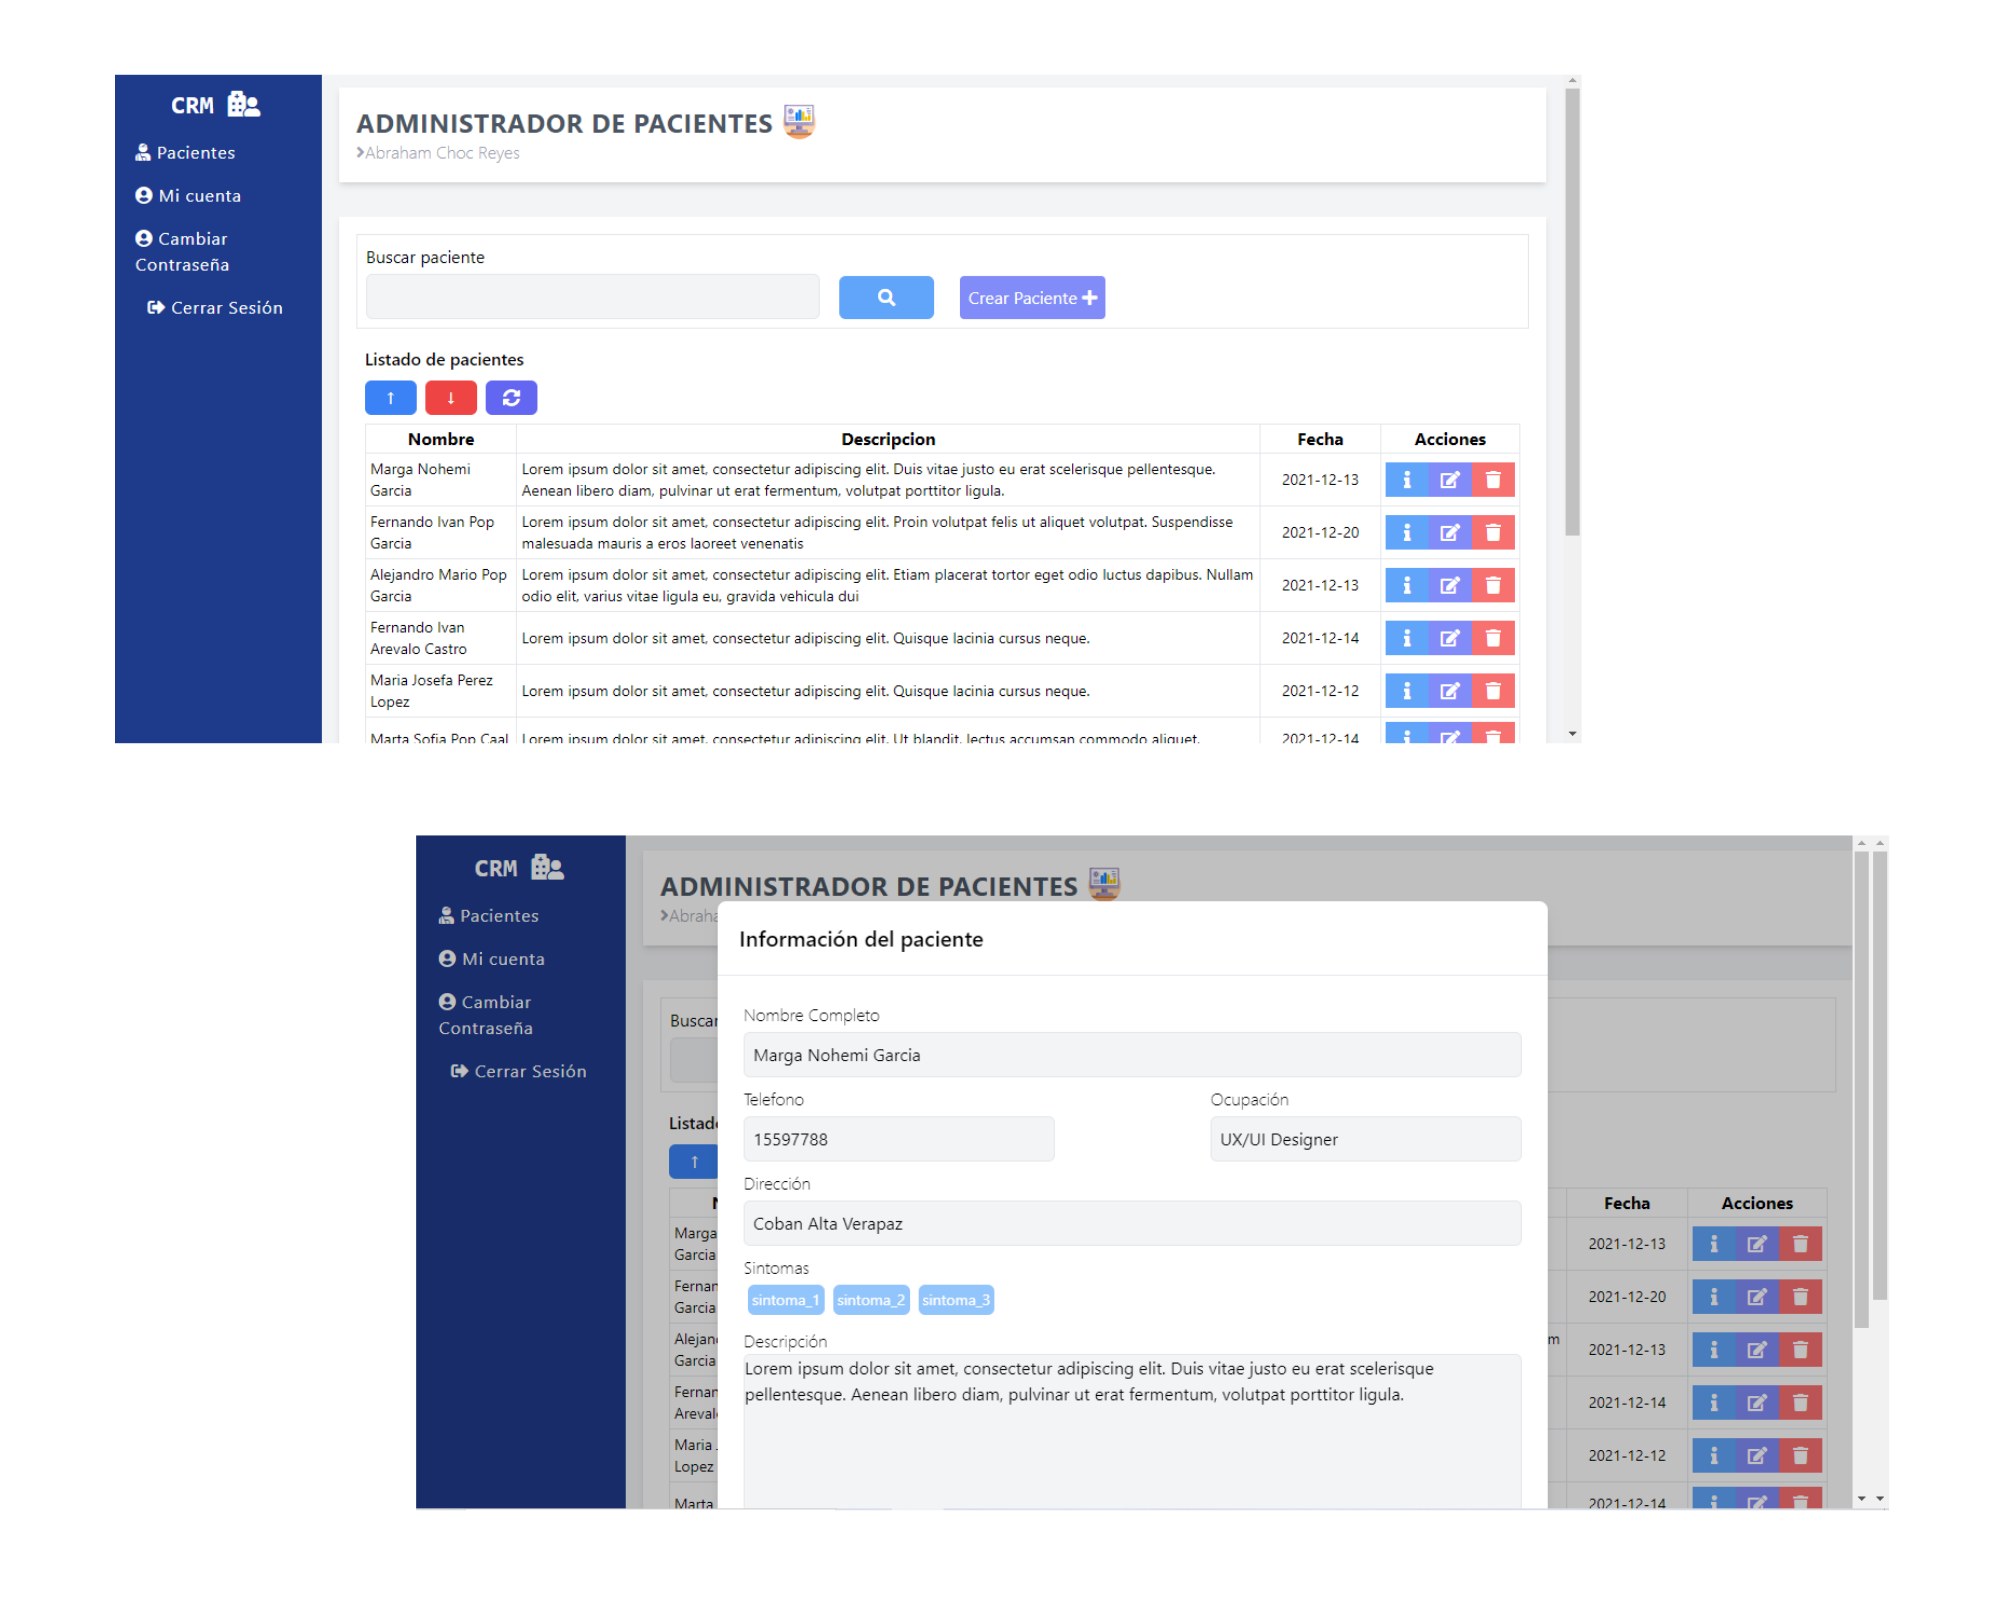 CRM
Pacientes
Mi cuenta
Cambiar
Contraseña
Cerrar Sesión
ADMINISTRADOR DE PACIENTES
Abraham Choc Reyes
Buscar paciente
Crear Paciente
Listado de pacientes
↑ ↓
Nombre Descripcion Fecha Acciones
Marga Nohemi
Garcia
Lorem ipsum dolor sit amet, consectetur adipiscing elit. Duis vitae justo eu erat scelerisque pellentesque.
Aenean libero diam, pulvinar ut erat fermentum, volutpat porttitor ligula.
2021-12-13
Fernando Ivan Pop
Garcia
Lorem ipsum dolor sit amet, consectetur adipiscing elit. Proin volutpat felis ut aliquet volutpat. Suspendisse
malesuada mauris a eros laoreet venenatis
2021-12-20
Alejandro Mario Pop
Garcia
Lorem ipsum dolor sit amet, consectetur adipiscing elit. Etiam placerat tortor eget odio luctus dapibus. Nullam
odio elit, varius vitae ligula eu, gravida vehicula dui
2021-12-13
Fernando Ivan
Arevalo Castro
Lorem ipsum dolor sit amet, consectetur adipiscing elit. Quisque lacinia cursus neque.
2021-12-14
Maria Josefa Perez
Lopez
Lorem ipsum dolor sit amet, consectetur adipiscing elit. Quisque lacinia cursus neque.
2021-12-12
Marta Sofia Pop Caal
Lorem ipsum dolor sit amet, consectetur adipiscing elit. Ut blandit, lectus accumsan commodo aliquet,
2021-12-14
CRM
Pacientes
Mi cuenta
Cambiar
Contraseña
Cerrar Sesión
ADMINISTRADOR DE PACIENTES
Abraha
Buscar
Listad
↑
Información del paciente
Nombre Completo
Marga Nohemi Garcia
Telefono Ocupación
15597788 UX/UI Designer
Dirección
Coban Alta Verapaz
Sintomas
sintoma_1 sintoma_2 sintoma_3
Descripción
Lorem ipsum dolor sit amet, consectetur adipiscing elit. Duis vitae justo eu erat scelerisque
pellentesque. Aenean libero diam, pulvinar ut erat fermentum, volutpat porttitor ligula.
Fecha Acciones
Marga
Garcia
2021-12-13
Fernan
Garcia
2021-12-20
Alejan
Garcia
m
2021-12-13
Fernan
Areval
2021-12-14
Maria
Lopez
2021-12-12
Marta
2021-12-14